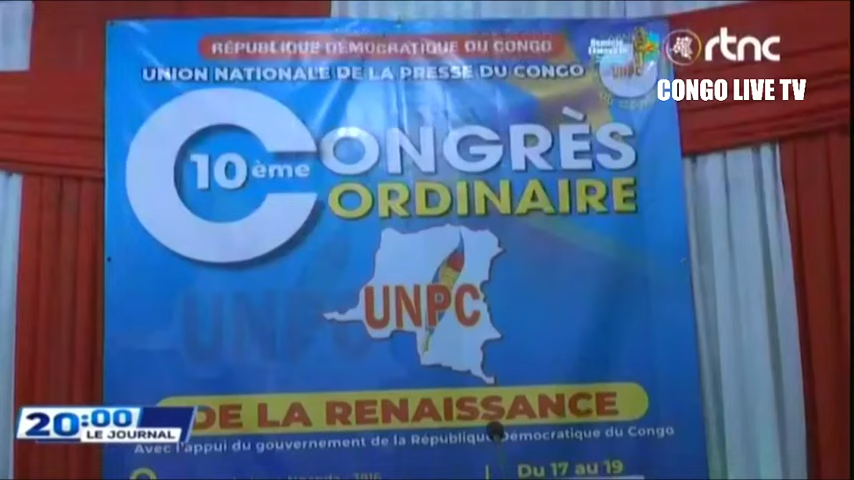 RÉPUBLIQUE DÉMOCRATIQUE DU CONGO
UNION NATIONALE DE LA PRESSE DU CONGO
UNPC
rtnc
CONGO LIVE TV
10ème
CONGRÈS
ORDINAIRE
UNPC
UNPC
DE LA RENAISSANCE
Avec l'appui du gouvernement de la République Démocratique du Congo
Du 17 au 19
20:00
LE JOURNAL